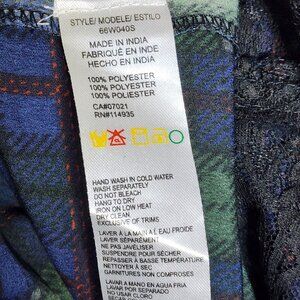 STYLE/ MODELE/ ESTILO
66W040S
MADE IN INDIA
FABRIQUÉ EN INDE
HECHO EN INDIA
100% POLYESTER
100% POLYESTER
100% POLYESTER
CA#07021
RN#114935
HAND WASH IN COLD WATER
WASH SEPARATELY
DO NOT BLEACH
HANG TO DRY
IRON ON LOW HEAT
DRY CLEAN
EXCLUSIVE OF TRIMS
LAVER À LA MAIN A L'EAU FROIDE
LAVER SÉPARÉMENT
NE PAS JAVÉLISER
SUSPENDRE POUR SÉCHER
REPASSER À BASSE TEMPÉRATURE
NETTOYER À SEC
GARNITURES NON COMPRISES
LAVAR A MANO EN AGUA FRIA
LAVAR POR SEPARADO
NO USAR CLORO